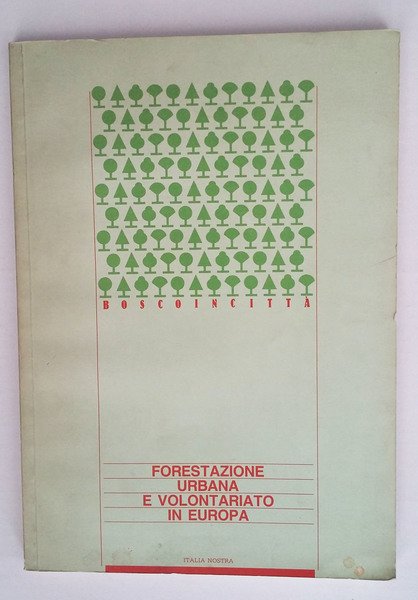 BOSCOINCITTÀ
FORESTAZIONE
URBANA
E VOLONTARIATO
IN EUROPA
ITALIA NOSTRA